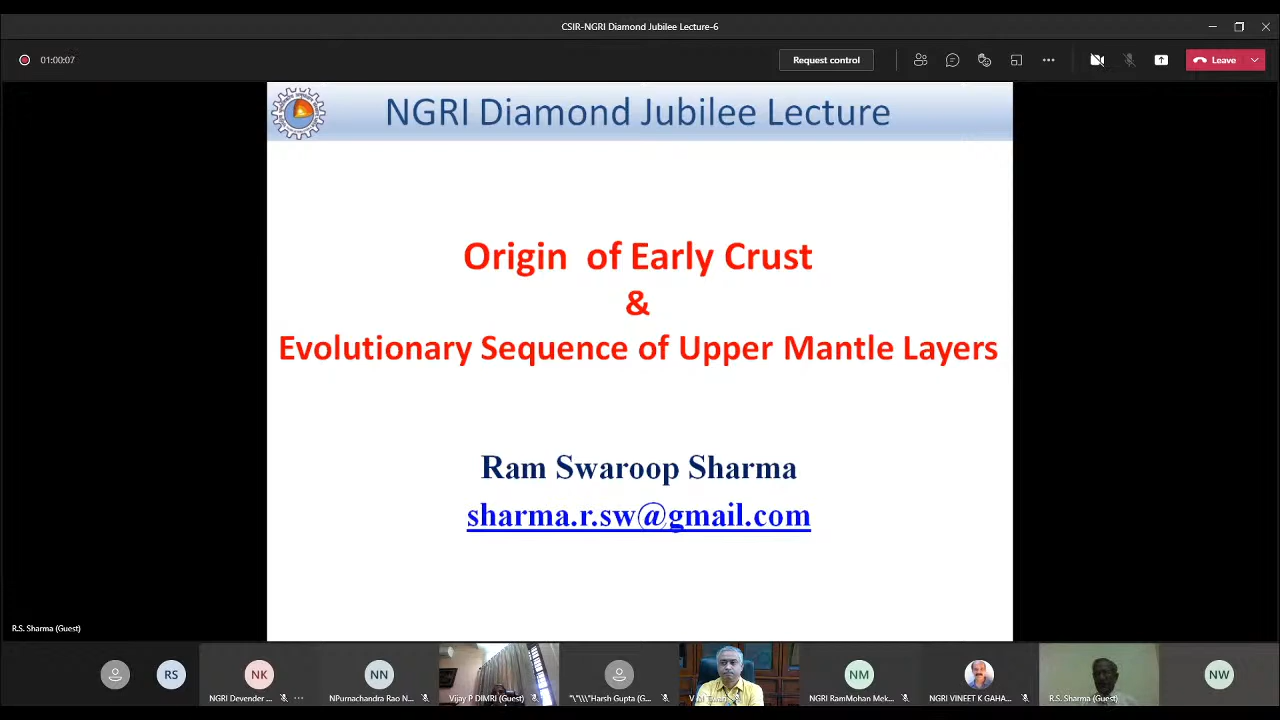 CSIR-NGRI Diamond Jubilee Lecture-6
01:00:07
Request control
Leave
NGRI Diamond Jubilee Lecture
Origin of Early Crust
&
Evolutionary Sequence of Upper Mantle Layers
Ram Swaroop Sharma
sharma.r.sw@gmail.com
R.S. Sharma (Guest)
RS
NK
NN
NM
NW
NGRI Devender ...
NPurnachandra Rao N...
Vijay P DIMRI (Guest)
"\"\"Harsh Gupta (G...
NGRI RamMohan Mek...
NGRI VINEET K GAHA...
R.S. Sharma (Guest)